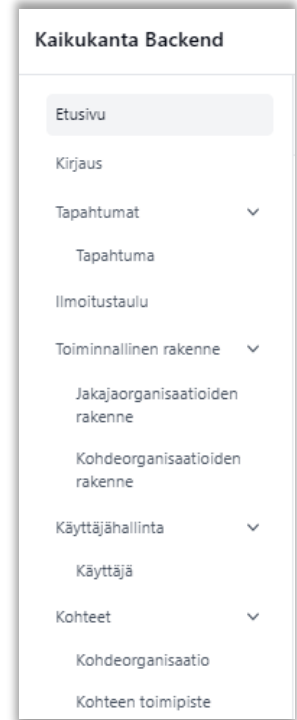 Kaikukanta Backend
Etusivu
Kirjaus
Tapahtumat
Tapahtuma
Ilmoitustaulu
Toiminnallinen rakenne
Jakajaorganisaatioiden
rakenne
Kohdeorganisaatioiden
rakenne
Käyttäjähallinta
Käyttäjä
Kohteet
Kohdeorganisaatio
Kohteen toimipiste